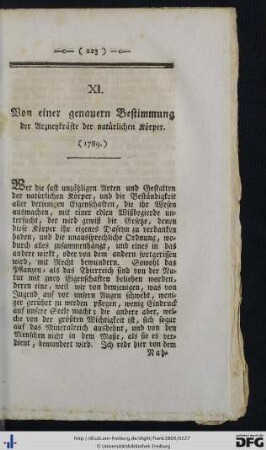 ( 223 )
XI.
Von einer genauern Bestimmung
der Arzneykräfte der natürlichen Körper.
(1789.)
Wer die fast unzähligen Arten und Gestalten
der natürlichen Körper, und die Beständigkeit
aller derjenigen Eigenschaften, die ihr Wesen
ausmachen, mit einer edlen Wißbegierde un-
tersucht, der wird gewiß die Gesetze, denen
diese Körper ihr eigenes Daseyn zu verdanken
haben, und die unaussprechliche Ordnung, wo-
durch alles zusammenhängt, und eines in das
andere wirkt, oder von dem andern
wird, mit Recht bewundern. Sowohl das
Pflanzen, als das Thierreich sind von der Na-
tur mit zwey Eigenschaften beliehen worden,
deren eine, weil wir von demjenigen, was von
Jugend auf vor unsern Augen schwebt, weni-
ger gerührt zu werden pflegen, wenig Eindruck
auf unsere Seele macht; die andere aber, wel-
che von der größten Wichtigkeit ist, sich sogar
auf das Mineralreich ausdehnt, und von den
Menschen nicht in dem Maße, als sie es ver-
dient, bewundert wird. Ich rede hier von dem
Nah-
http://dl.ub.uni-freiburg.de/diglit/frank1809/0227
© Universitätsbibliothek Freiburg